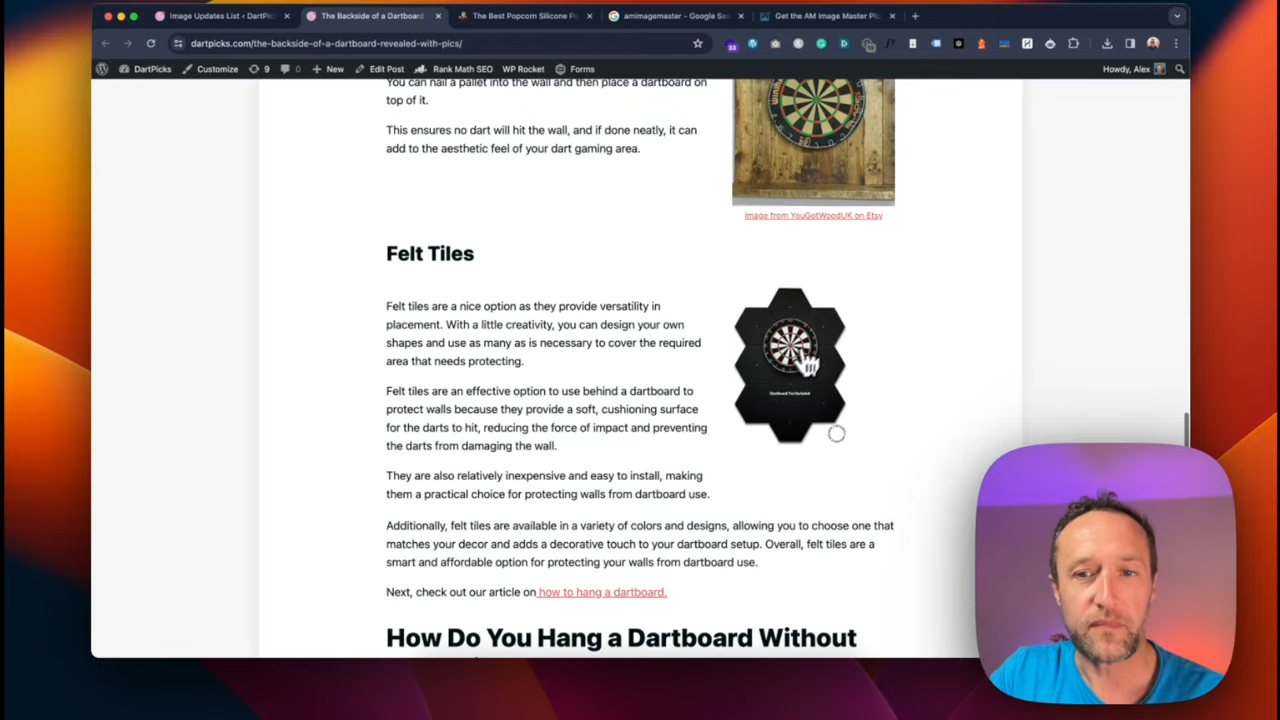 Image Updates List ‹ DartPic
The Backside of a Dartboard
The Best Popcorn Silicone Po
amimagemaster - Google Sea
Get the AM Image Master Plu
dartpicks.com/the-backside-of-a-dartboard-revealed-with-pics/
DartPicks
Customize
9
0
New
Edit Post
Rank Math SEO
WP Rocket
Forms
Howdy, Alex
You can nail a pallet into the wall and then place a dartboard on
top of it.
This ensures no dart will hit the wall, and if done neatly, it can
add to the aesthetic feel of your dart gaming area.
Image from YouGotWoodUK on Etsy
Felt Tiles
Felt tiles are a nice option as they provide versatility in
placement. With a little creativity, you can design your own
shapes and use as many as is necessary to cover the required
area that needs protecting.
Felt tiles are an effective option to use behind a dartboard to
protect walls because they provide a soft, cushioning surface
for the darts to hit, reducing the force of impact and preventing
the darts from damaging the wall.
Dartboard Not Included
They are also relatively inexpensive and easy to install, making
them a practical choice for protecting walls from dartboard use.
Additionally, felt tiles are available in a variety of colors and designs, allowing you to choose one that
matches your decor and adds a decorative touch to your dartboard setup. Overall, felt tiles are a
smart and affordable option for protecting your walls from dartboard use.
Next, check out our article on how to hang a dartboard.
How Do You Hang a Dartboard Without